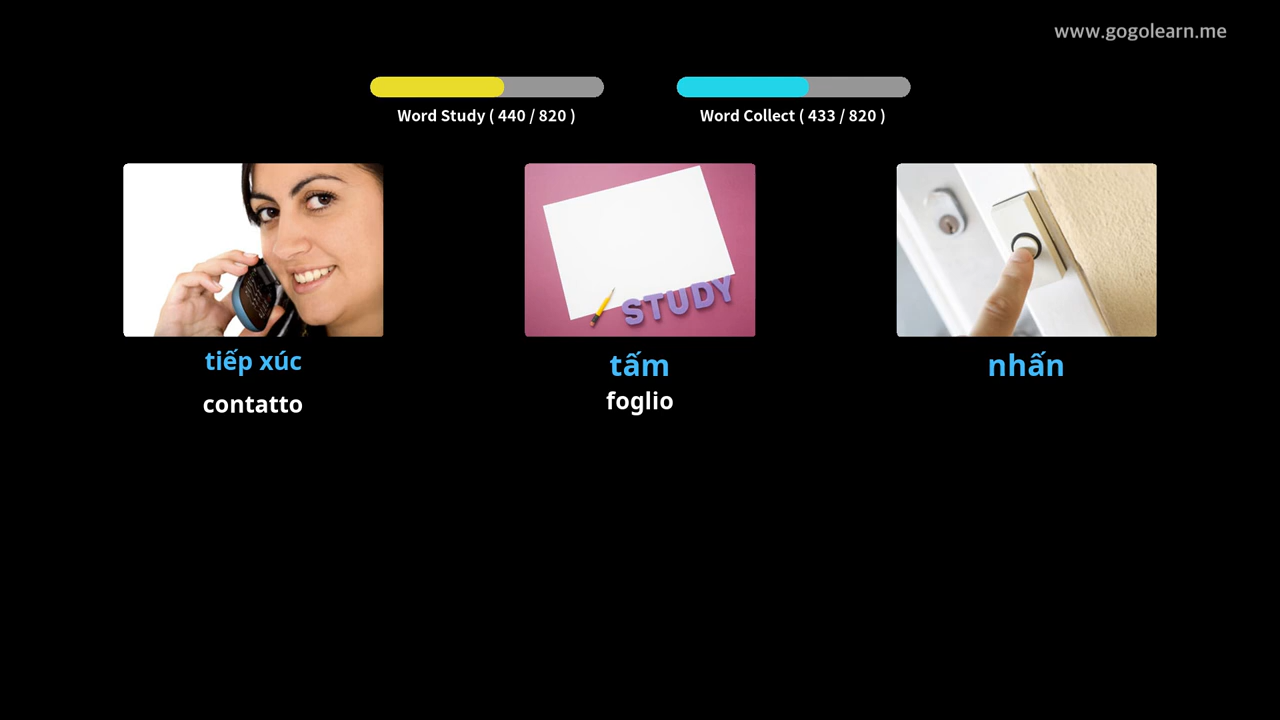 www.gogolearn.me
Word Study ( 440 / 820 )
Word Collect ( 433 / 820 )
STUDY
tiếp xúc
tấm
nhấn
contatto
foglio